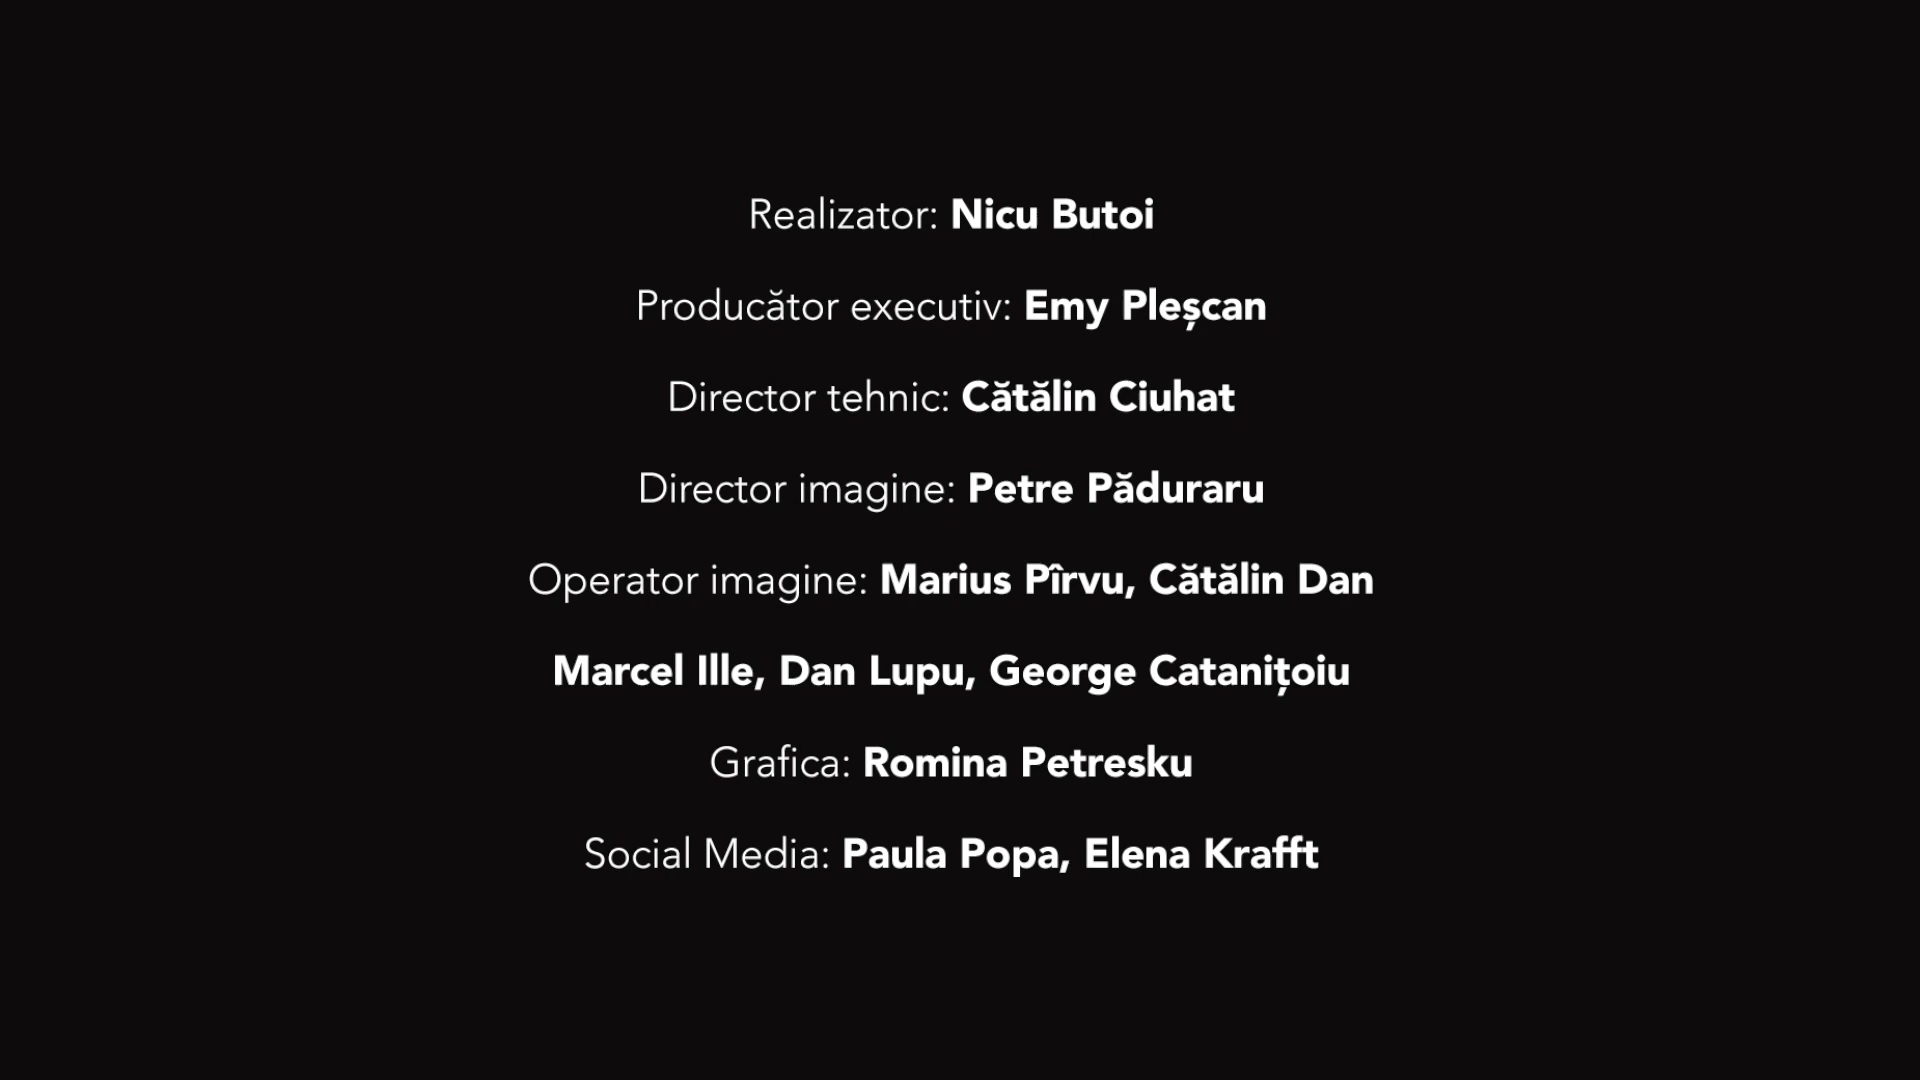 Realizator: Nicu Butoi
Producător executiv: Emy Pleșcan
Director tehnic: Cătălin Ciuhat
Director imagine: Petre Păduraru
Operator imagine: Marius Pîrvu, Cătălin Dan
Marcel Ille, Dan Lupu, George Catanițoiu
Grafica: Romina Petresku
Social Media: Paula Popa, Elena Krafft